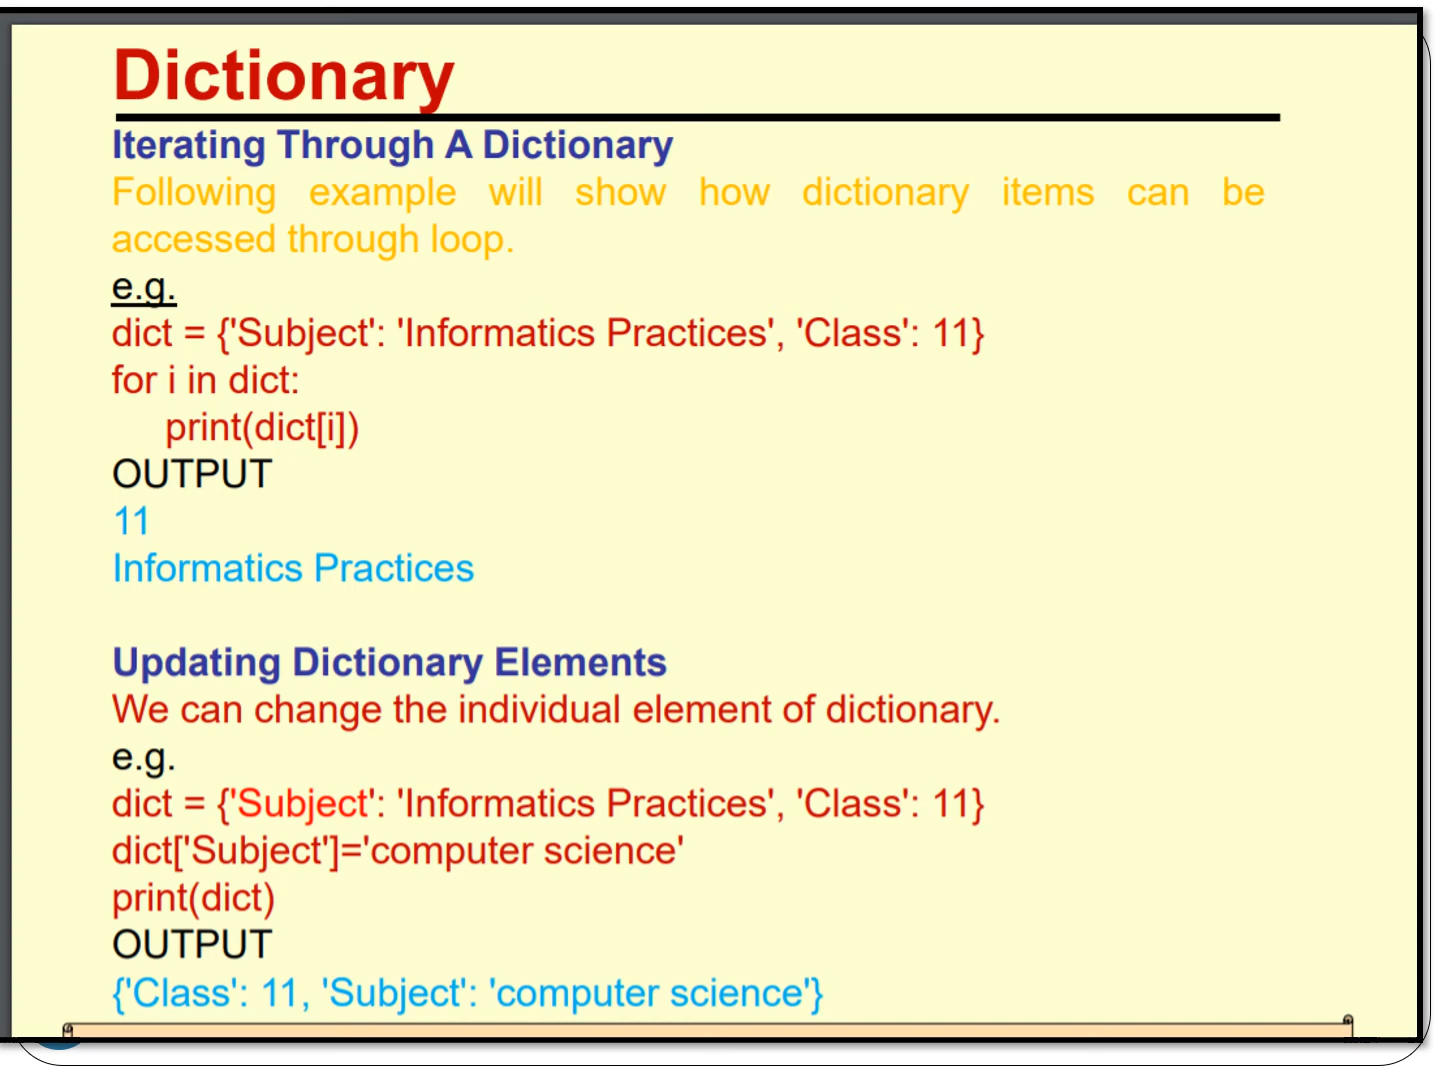 Dictionary
Iterating Through A Dictionary
Following example will show how dictionary items can be
accessed through loop.
e.g.
dict = {'Subject': 'Informatics Practices', 'Class': 11}
for i in dict:
    print(dict[i])
OUTPUT
11
Informatics Practices
Updating Dictionary Elements
We can change the individual element of dictionary.
e.g.
dict = {'Subject': 'Informatics Practices', 'Class': 11}
dict['Subject']='computer science'
print(dict)
OUTPUT
{'Class': 11, 'Subject': 'computer science'}